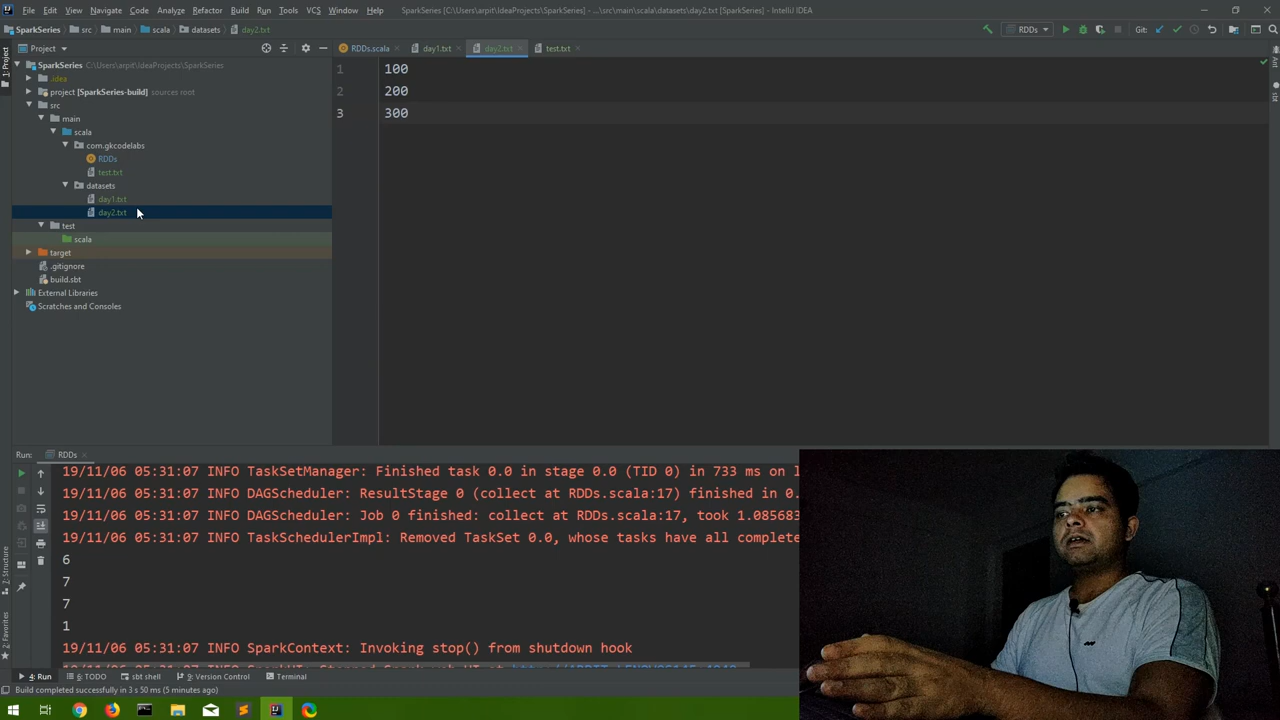 File Edit View Navigate Code Analyze Refactor Build Run Tools VCS Window Help SparkSeries [C:\Users\arpit\IdeaProjects\SparkSeries] - ...\src\main\scala\datasets\day2.txt [SparkSeries] - IntelliJ IDEA
SparkSeries src main scala datasets day2.txt RDDs Git:
Project RDDs.scala day1.txt day2.txt test.txt
1: Project
Ant
sbt
SparkSeries C:\Users\arpit\IdeaProjects\SparkSeries
.idea
project [SparkSeries-build] sources root
src
main
scala
com.gkcodelabs
RDDs
test.txt
datasets
day1.txt
day2.txt
test
scala
target
.gitignore
build.sbt
External Libraries
Scratches and Consoles
1 100
2 200
3 300
Run: RDDs
7: Structure
2: Favorites
19/11/06 05:31:07 INFO TaskSetManager: Finished task 0.0 in stage 0.0 (TID 0) in 733 ms on l
19/11/06 05:31:07 INFO DAGScheduler: ResultStage 0 (collect at RDDs.scala:17) finished in 0.
19/11/06 05:31:07 INFO DAGScheduler: Job 0 finished: collect at RDDs.scala:17, took 1.085683
19/11/06 05:31:07 INFO TaskSchedulerImpl: Removed TaskSet 0.0, whose tasks have all complete
6
7
7
1
19/11/06 05:31:07 INFO SparkContext: Invoking stop() from shutdown hook
4: Run 6: TODO sbt shell 9: Version Control Terminal
Build completed successfully in 3 s 50 ms (5 minutes ago)